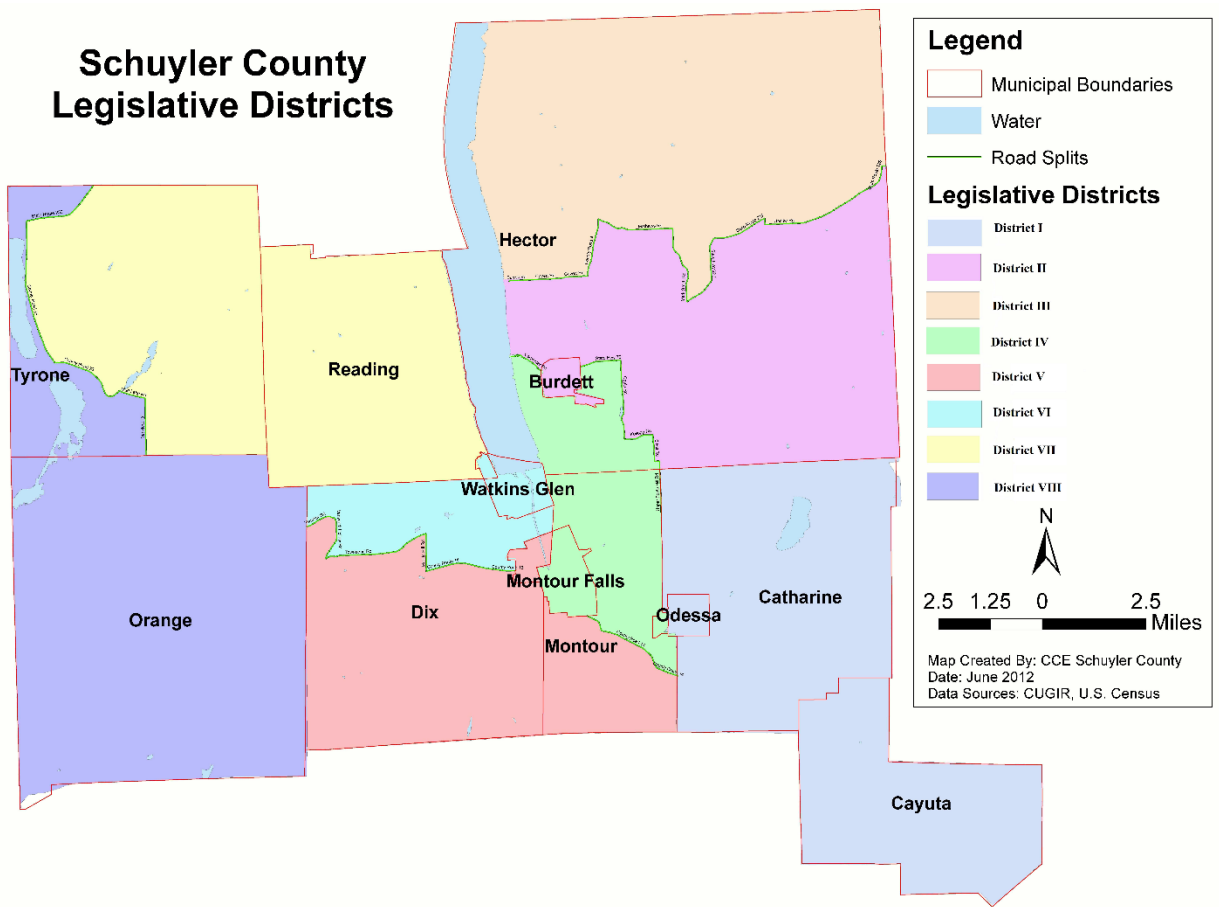 Schuyler County
Legislative Districts
Legend
Municipal Boundaries
Water
Road Splits
Legislative Districts
District I
District II
District III
District IV
District V
District VI
District VII
District VIII
N
2.5 1.25 0 2.5
Miles
Map Created By: CCE Schuyler County
Date: June 2012
Data Sources: CUGIR, U.S. Census
Hector
Reading
Tyrone
Burdett
Watkins Glen
Montour Falls
Catharine
Odessa
Dix
Orange
Montour
Cayuta